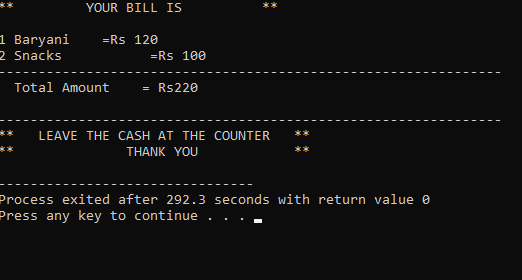 **         YOUR BILL IS          **
1 Baryani    =Rs 120
2 Snacks           =Rs 100
---------------------------------------------------------------
  Total Amount    = Rs220
---------------------------------------------------------------
**   LEAVE THE CASH AT THE COUNTER   **
**              THANK YOU            **
--------------------------------
Process exited after 292.3 seconds with return value 0
Press any key to continue . . .